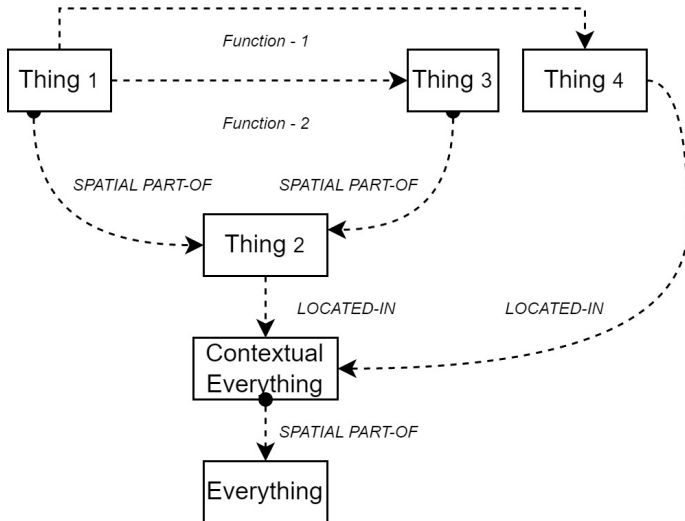 Function - 1
Thing 1
Thing 3
Thing 4
Function - 2
SPATIAL PART-OF
SPATIAL PART-OF
Thing 2
LOCATED-IN
LOCATED-IN
Contextual
Everything
SPATIAL PART-OF
Everything